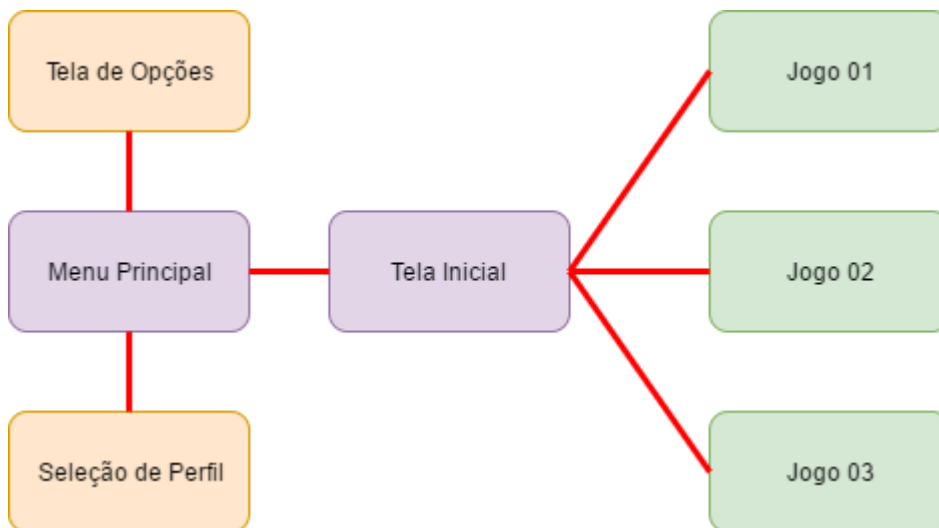 Tela de Opções
Jogo 01
Menu Principal
Tela Inicial
Jogo 02
Seleção de Perfil
Jogo 03